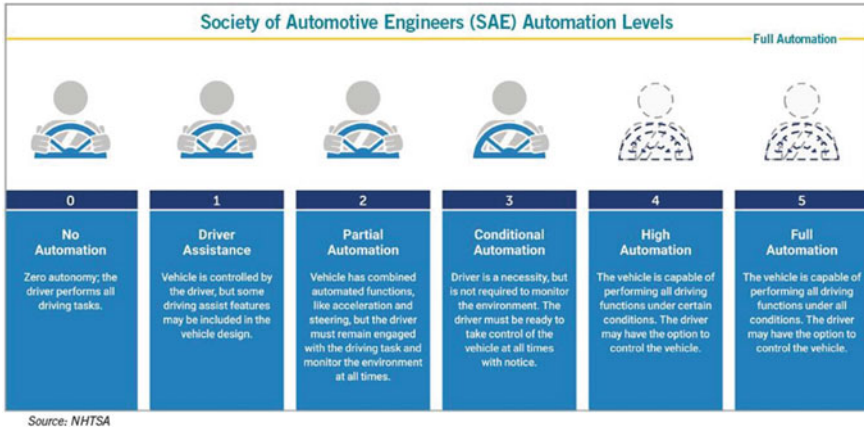 Society of Automotive Engineers (SAE) Automation Levels
Full Automation
0
No
Automation
Zero autonomy; the
driver performs all
driving tasks.
1
Driver
Assistance
Vehicle is controlled by
the driver, but some
driving assist features
may be included in the
vehicle design.
2
Partial
Automation
Vehicle has combined
automated functions,
like acceleration and
steering, but the driver
must remain engaged
with the driving task and
monitor the environment
at all times.
3
Conditional
Automation
Driver is a necessity, but
is not required to monitor
the environment. The
driver must be ready to
take control of the
vehicle at all times
with notice.
4
High
Automation
The vehicle is capable of
performing all driving
functions under certain
conditions. The driver
may have the option to
control the vehicle.
5
Full
Automation
The vehicle is capable of
performing all driving
functions under all
conditions. The driver
may have the option to
control the vehicle.
Source: NHTSA